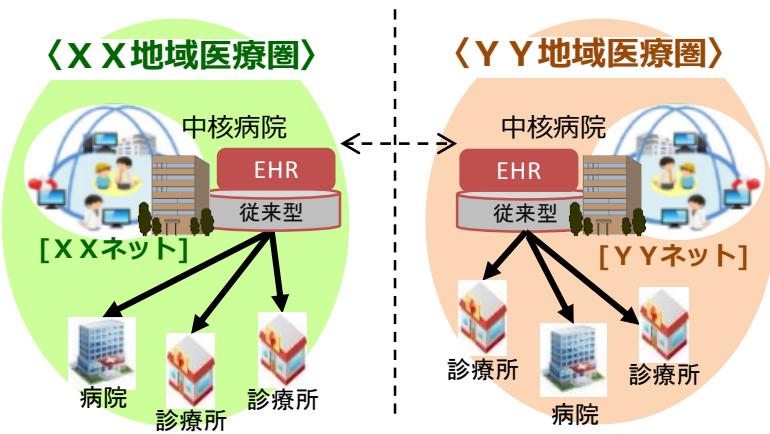 〈ＸＸ地域医療圏〉
中核病院
EHR
従来型
[ＸＸネット]
病院
診療所
診療所
〈ＹＹ地域医療圏〉
中核病院
EHR
従来型
[ＹＹネット]
診療所
病院
診療所